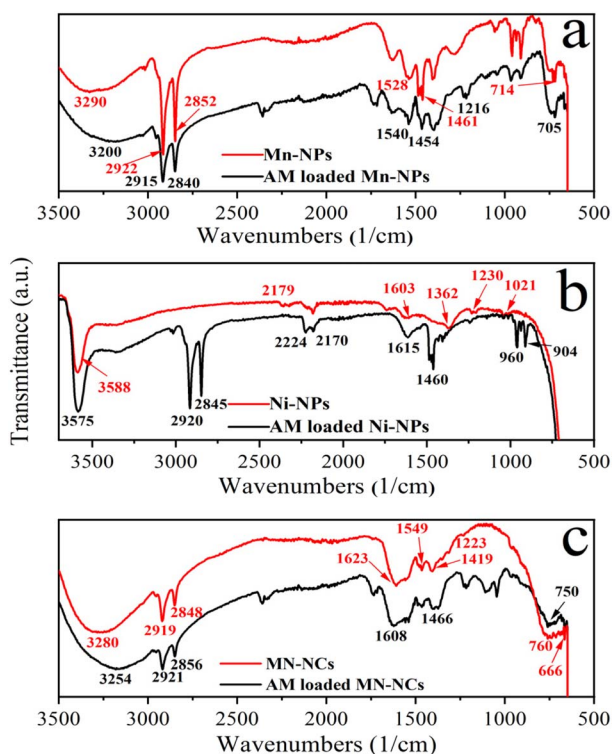 a
3290
3200
2922
2915
2852
2840
1528
1540
1454
1461
1216
714
705
Mn-NPs
AM loaded Mn-NPs
3500 3000 2500 2000 1500 1000 500
Wavenumbers (1/cm)
Transmittance (a.u.)
b
3588
3575
2920
2845
2179
2224
2170
1603
1615
1460
1362
1230
1021
960
904
Ni-NPs
AM loaded Ni-NPs
3500 3000 2500 2000 1500 1000 500
Wavenumbers (1/cm)
c
3280
3254
2919
2921
2848
2856
1623
1608
1549
1466
1223
1419
750
760
666
MN-NCs
AM loaded MN-NCs
3500 3000 2500 2000 1500 1000 500
Wavenumbers (1/cm)